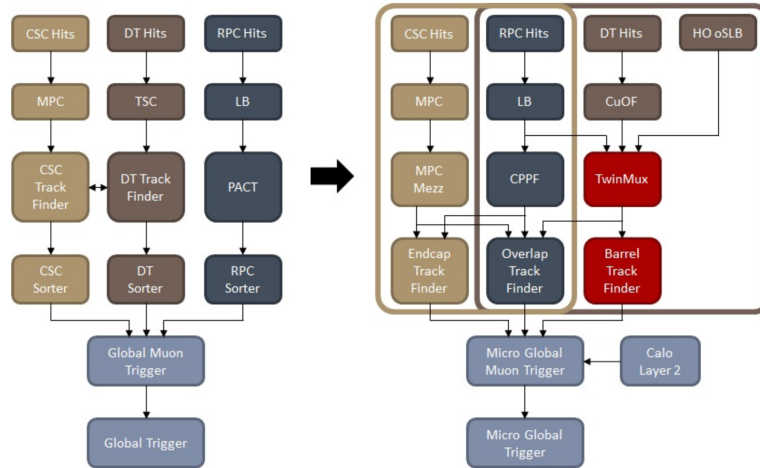 CSC Hits
DT Hits
RPC Hits
MPC
TSC
LB
CSC
Track
Finder
DT Track
Finder
PACT
CSC
Sorter
DT
Sorter
RPC
Sorter
Global Muon
Trigger
Global Trigger
CSC Hits
RPC Hits
DT Hits
HO oSLB
MPC
LB
CuOF
MPC
Mezz
CPPF
TwinMux
Endcap
Track
Finder
Overlap
Track
Finder
Barrel
Track
Finder
Micro Global
Muon Trigger
Calo
Layer 2
Micro Global
Trigger